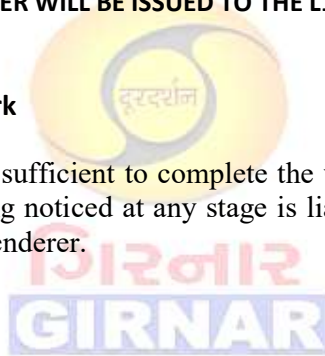 ER WILL BE ISSUED TO THE L
दूरदर्शन
rk
sufficient to complete the
g noticed at any stage is lia
enderer.
ગિરનાર
GIRNAR